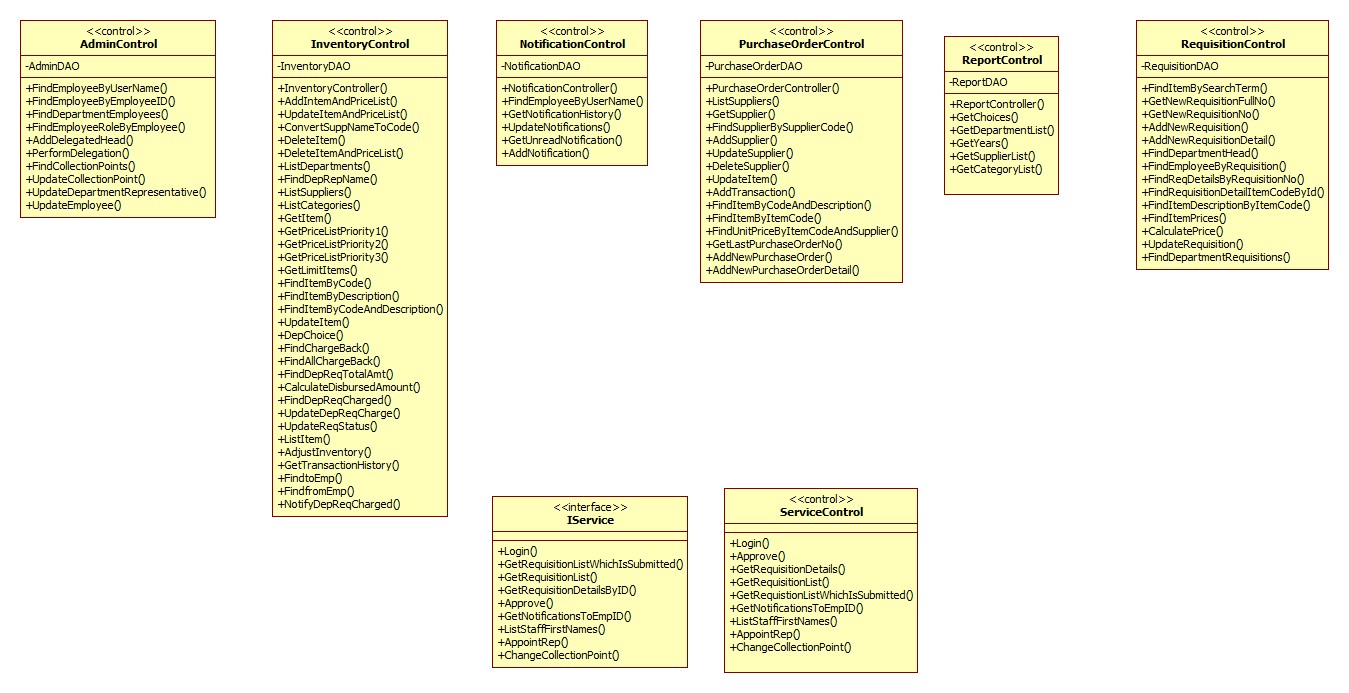 <<control>>
AdminControl
-AdminDAO
+FindEmployeeByUserName()
+FindEmployeeByEmployeeID()
+FindDepartmentEmployees()
+FindEmployeeRoleByEmployee()
+AddDelegatedHead()
+PerformDelegation()
+FindCollectionPoints()
+UpdateCollectionPoint()
+UpdateDepartmentRepresentative()
+UpdateEmployee()
<<control>>
InventoryControl
-InventoryDAO
+InventoryController()
+AddIntemAndPriceList()
+UpdateItemAndPriceList()
+ConvertSuppNameToCode()
+DeleteItem()
+DeleteItemAndPriceList()
+ListDepartments()
+FindDepRepName()
+ListSuppliers()
+ListCategories()
+GetItem()
+GetPriceListPriority1()
+GetPriceListPriority2()
+GetPriceListPriority3()
+GetLimitItems()
+FindItemByCode()
+FindItemByDescription()
+FindItemByCodeAndDescription()
+UpdateItem()
+DepChoice()
+FindChargeBack()
+FindAllChargeBack()
+FindDepReqTotalAmt()
+CalculateDisbursedAmount()
+FindDepReqCharged()
+UpdateDepReqCharge()
+UpdateReqStatus()
+ListItem()
+AdjustInventory()
+GetTransactionHistory()
+FindtoEmp()
+FindfromEmp()
+NotifyDepReqCharged()
<<control>>
NotificationControl
-NotificationDAO
+NotificationController()
+FindEmployeeByUserName()
+GetNotificationHistory()
+UpdateNotifications()
+GetUnreadNotification()
+AddNotification()
<<control>>
PurchaseOrderControl
-PurchaseOrderDAO
+PurchaseOrderController()
+ListSuppliers()
+GetSupplier()
+FindSupplierBySupplierCode()
+AddSupplier()
+UpdateSupplier()
+DeleteSupplier()
+UpdateItem()
+AddTransaction()
+FindItemByCodeAndDescription()
+FindItemByItemCode()
+FindUnitPriceByItemCodeAndSupplier()
+GetLastPurchaseOrderNo()
+AddNewPurchaseOrder()
+AddNewPurchaseOrderDetail()
<<control>>
ReportControl
-ReportDAO
+ReportController()
+GetChoices()
+GetDepartmentList()
+GetYears()
+GetSupplierList()
+GetCategoryList()
<<control>>
RequisitionControl
-RequisitionDAO
+FindItemBySearchTerm()
+GetNewRequisitionFullNo()
+GetNewRequisitionNo()
+AddNewRequisition()
+AddNewRequisitionDetail()
+FindDepartmentHead()
+FindEmployeeByRequisition()
+FindReqDetailsByRequisitionNo()
+FindRequisitionDetailItemCodeById()
+FindItemDescriptionByItemCode()
+FindItemPrices()
+CalculatePrice()
+UpdateRequisition()
+FindDepartmentRequisitions()
<<interface>>
IService
+Login()
+GetRequisitionListWhichIsSubmitted()
+GetRequisitionList()
+GetRequisitionDetailsByID()
+Approve()
+GetNotificationsToEmpID()
+ListStaffFirstNames()
+AppointRep()
+ChangeCollectionPoint()
<<control>>
ServiceControl
+Login()
+Approve()
+GetRequisitionDetails()
+GetRequisitionList()
+GetRequistionListWhichIsSubmitted()
+GetNotificationsToEmpID()
+ListStaffFirstNames()
+AppointRep()
+ChangeCollectionPoint()